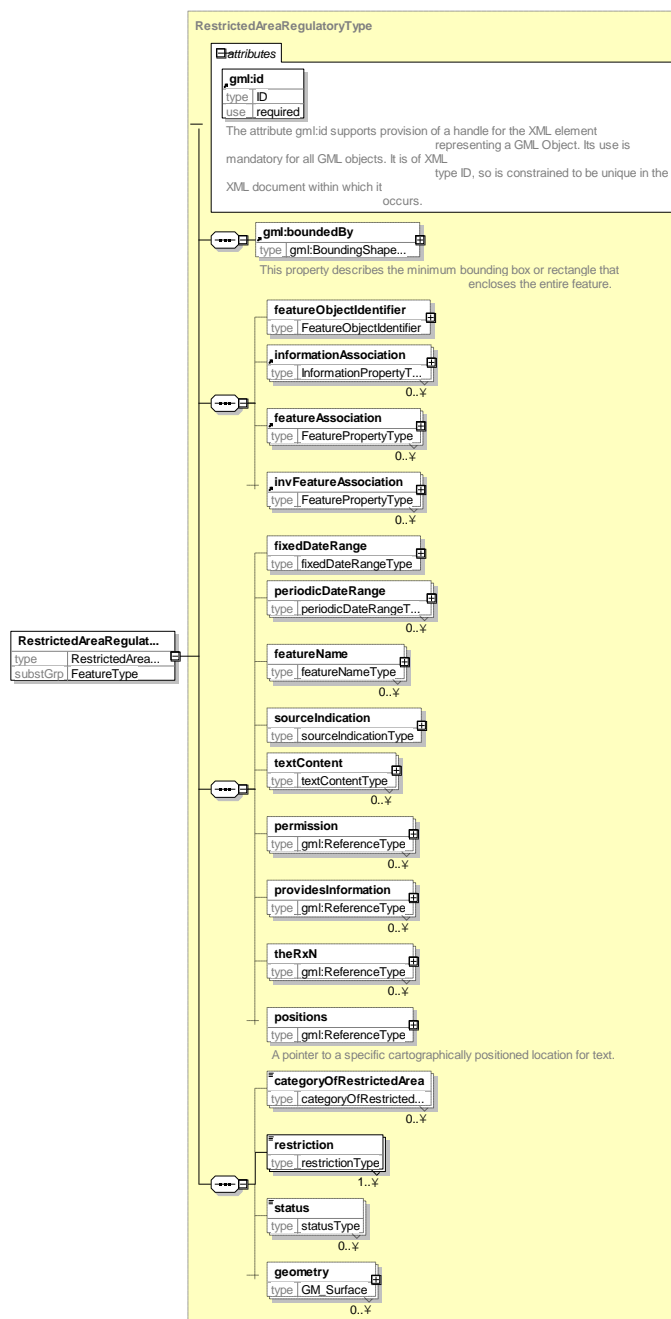 RestrictedAreaRegulatoryType
attributes
gml:id
type ID
use required
The attribute gml:id supports provision of a handle for the XML element
representing a GML Object. Its use is
mandatory for all GML objects. It is of XML
type ID, so is constrained to be unique in the
XML document within which it
occurs.
gml:boundedBy
type gml:BoundingShape...
This property describes the minimum bounding box or rectangle that
encloses the entire feature.
featureObjectIdentifier
type FeatureObjectIdentifier
informationAssociation
type InformationPropertyT...
0..¥
featureAssociation
type FeaturePropertyType
0..¥
invFeatureAssociation
type FeaturePropertyType
0..¥
fixedDateRange
type fixedDateRangeType
periodicDateRange
type periodicDateRangeT...
0..¥
RestrictedAreaRegulat...
type RestrictedArea...
substGrp FeatureType
featureName
type featureNameType
0..¥
sourceIndication
type sourceIndicationType
textContent
type textContentType
0..¥
permission
type gml:ReferenceType
0..¥
providesInformation
type gml:ReferenceType
0..¥
theRxN
type gml:ReferenceType
0..¥
positions
type gml:ReferenceType
A pointer to a specific cartographically positioned location for text.
categoryOfRestrictedArea
type categoryOfRestricted...
0..¥
restriction
type restrictionType
1..¥
status
type statusType
0..¥
geometry
type GM_Surface
0..¥